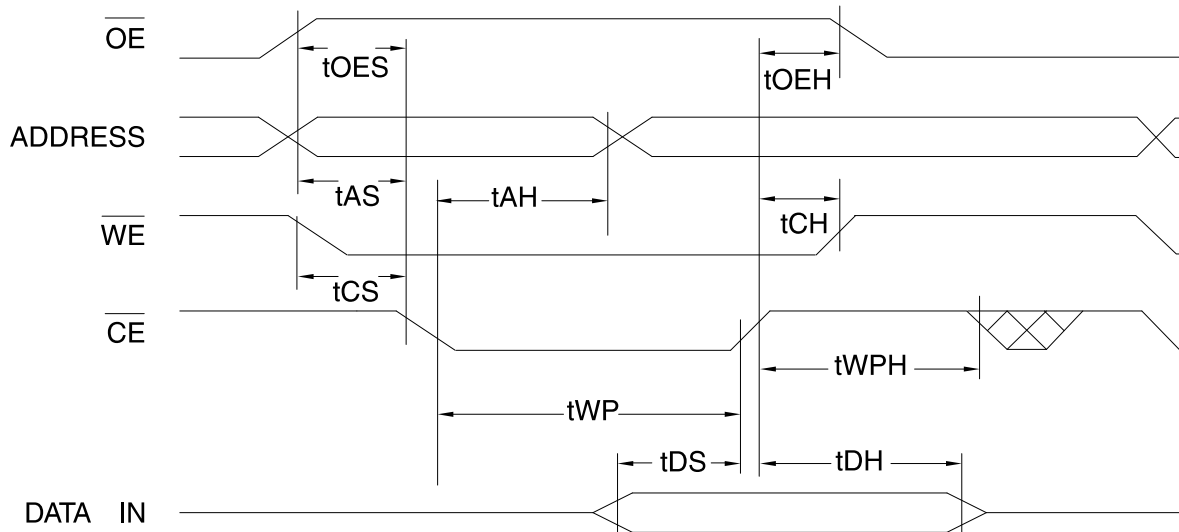 OE
tOES
tOEH
ADDRESS
tAS
tAH
WE
tCH
tCS
CE
tWPH
tWP
tDS
tDH
DATA IN